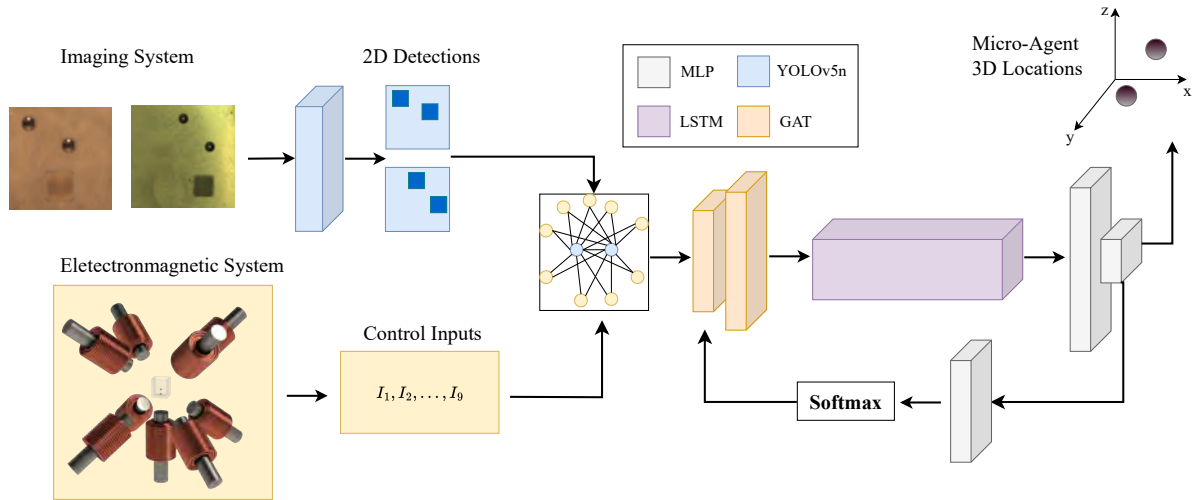 Imaging System
2D Detections
MLP
YOLOv5n
LSTM
GAT
Micro-Agent
3D Locations
z
x
y
Eletectronmagnetic System
Control Inputs
I₁, I₂, . . . , I₉
Softmax